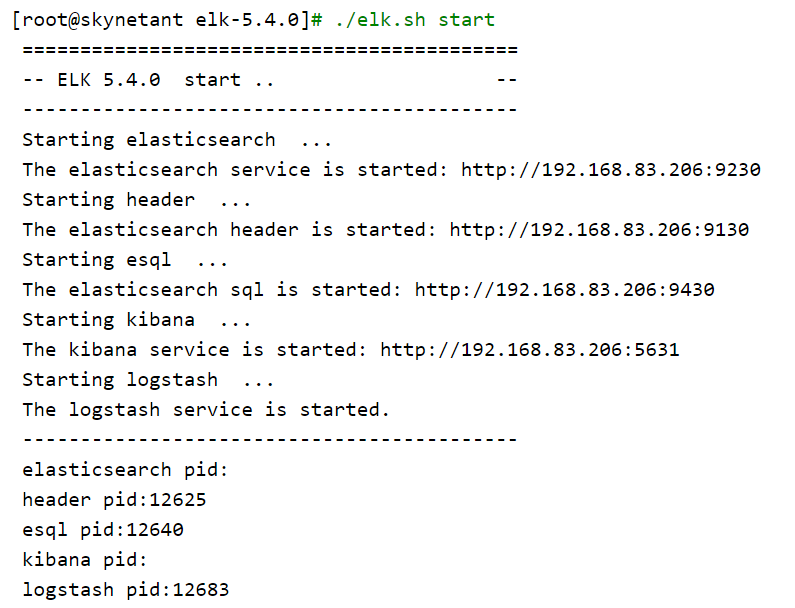 [root@skynetant elk-5.4.0]# ./elk.sh start
===========================================
-- ELK 5.4.0  start ..                   --
-------------------------------------------
Starting elasticsearch  ...
The elasticsearch service is started: http://192.168.83.206:9230
Starting header  ...
The elasticsearch header is started: http://192.168.83.206:9130
Starting esql  ...
The elasticsearch sql is started: http://192.168.83.206:9430
Starting kibana  ...
The kibana service is started: http://192.168.83.206:5631
Starting logstash  ...
The logstash service is started.
-------------------------------------------
elasticsearch pid:
header pid:12625
esql pid:12640
kibana pid:
logstash pid:12683